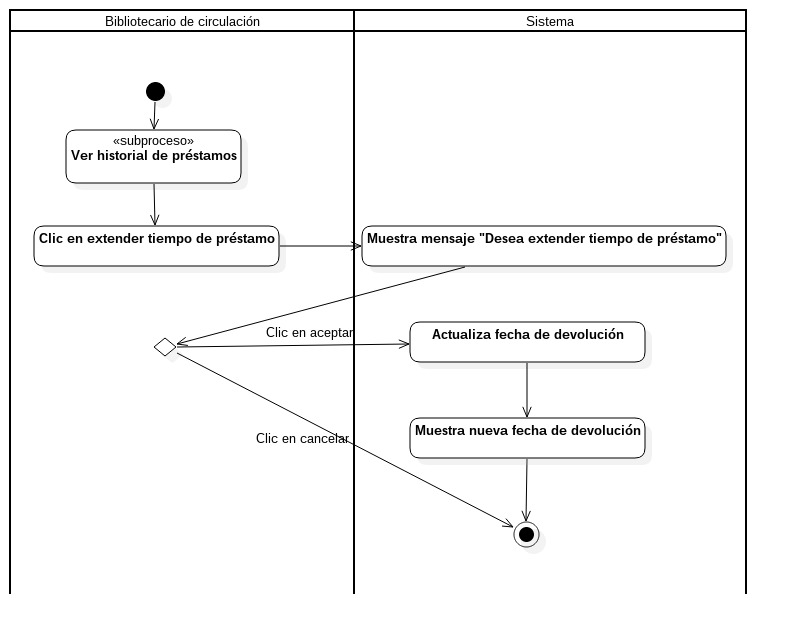 Bibliotecario de circulación
Sistema
«subproceso»
Ver historial de préstamos
Clic en extender tiempo de préstamo
Muestra mensaje "Desea extender tiempo de préstamo"
Clic en aceptar
Actualiza fecha de devolución
Clic en cancelar
Muestra nueva fecha de devolución